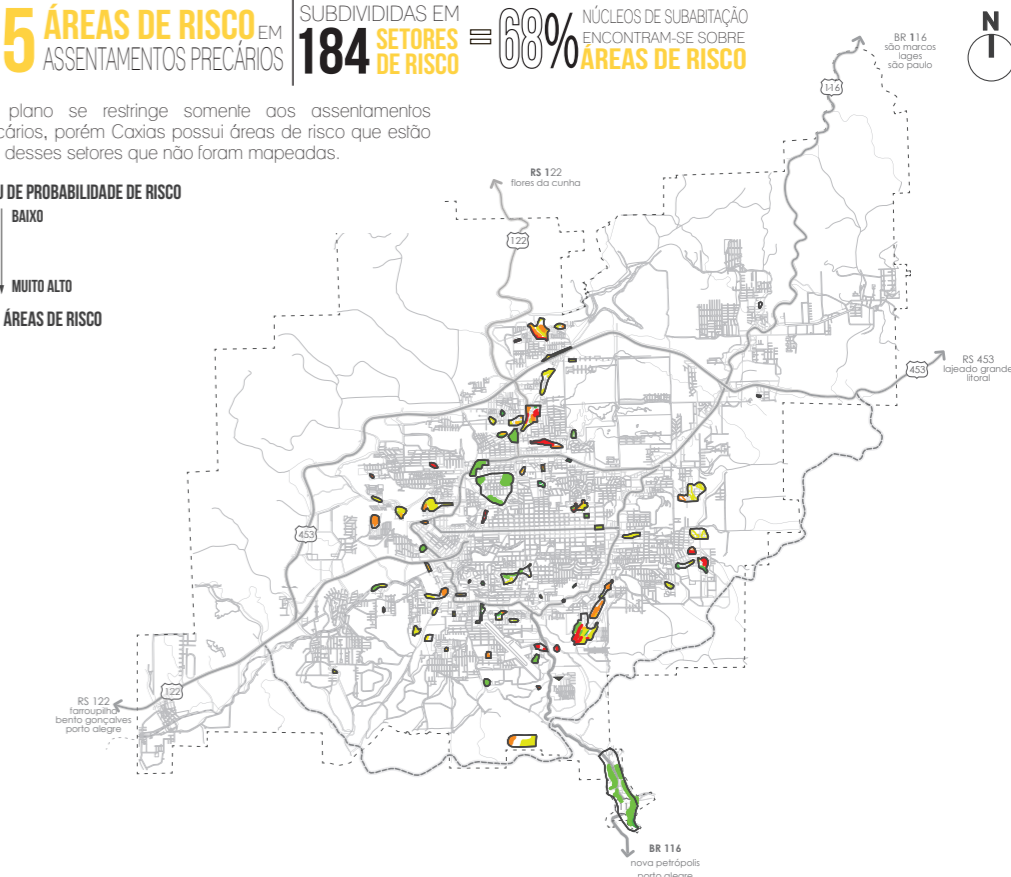 5 ÁREAS DE RISCO EM
ASSENTAMENTOS PRECÁRIOS
SUBDIVIDIDAS EM
184 SETORES
DE RISCO
= 68%
NÚCLEOS DE SUBABITAÇÃO
ENCONTRAM-SE SOBRE
ÁREAS DE RISCO
N
plano se restringe somente aos assentamentos
cários, porém Caxias possui áreas de risco que estão
desses setores que não foram mapeadas.
U DE PROBABILIDADE DE RISCO
BAIXO
MUITO ALTO
ÁREAS DE RISCO
BR 116
são marcos
lages
são paulo
116
RS 122
flores da cunha
122
RS 453
lajeado grande
litoral
453
453
122
RS 122
farroupilha
bento gonçalves
porto alegre
BR 116
nova petrópolis
porto alegre